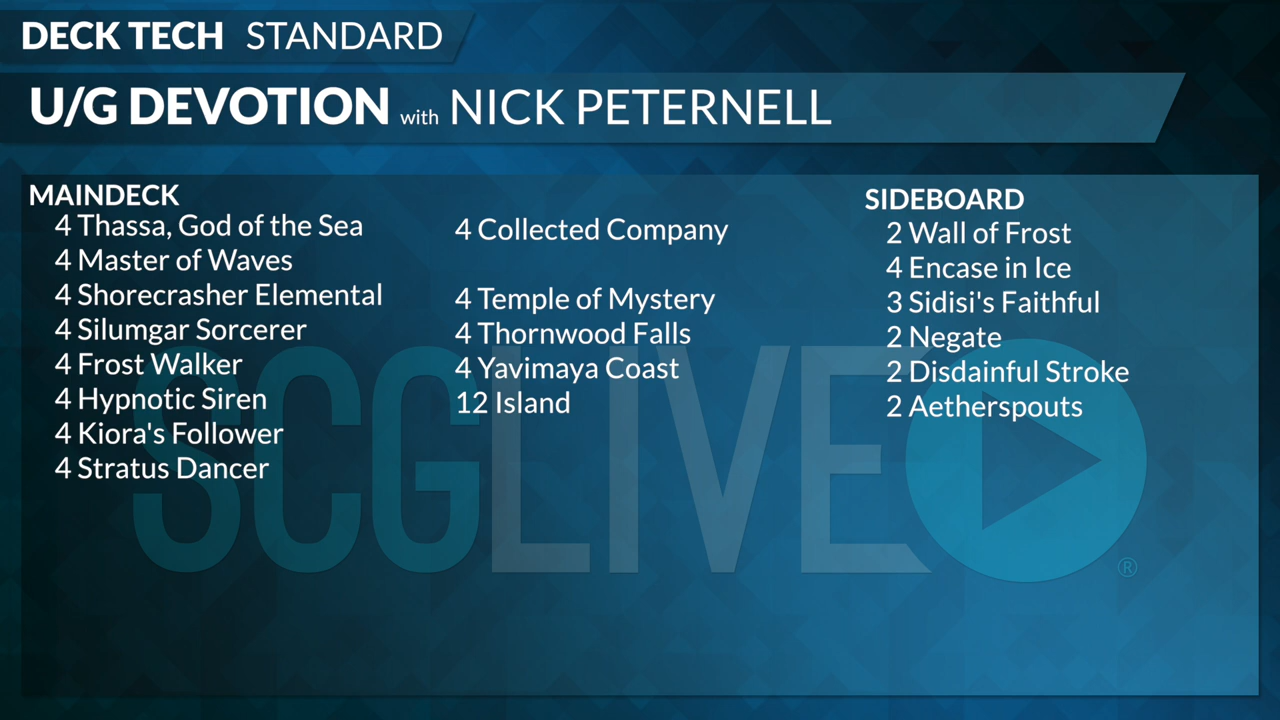 DECK TECH STANDARD
U/G DEVOTION with NICK PETERNELL
MAINDECK
4 Thassa, God of the Sea
4 Master of Waves
4 Shorecrasher Elemental
4 Silumgar Sorcerer
4 Frost Walker
4 Hypnotic Siren
4 Kiora's Follower
4 Stratus Dancer
4 Collected Company
4 Temple of Mystery
4 Thornwood Falls
4 Yavimaya Coast
12 Island
SIDEBOARD
2 Wall of Frost
4 Encase in Ice
3 Sidisi's Faithful
2 Negate
2 Disdainful Stroke
2 Aetherspouts
SCGLIVE ®